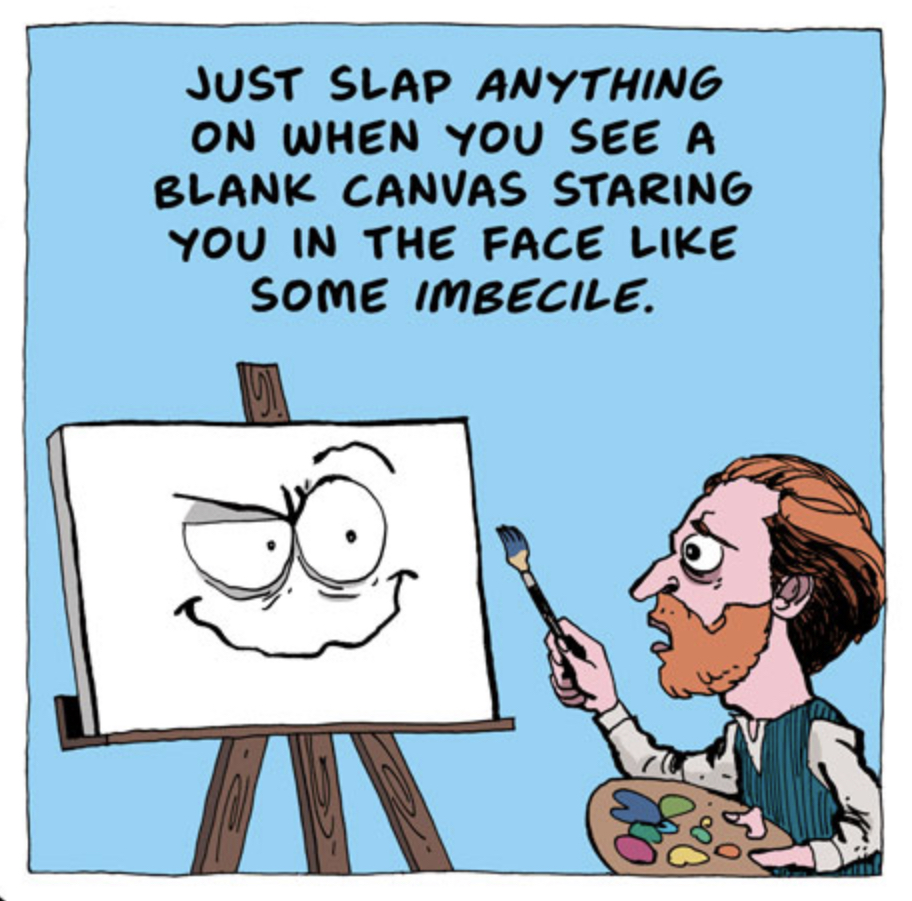 JUST SLAP ANYTHING
ON WHEN YOU SEE A
BLANK CANVAS STARING
YOU IN THE FACE LIKE
SOME IMBECILE.